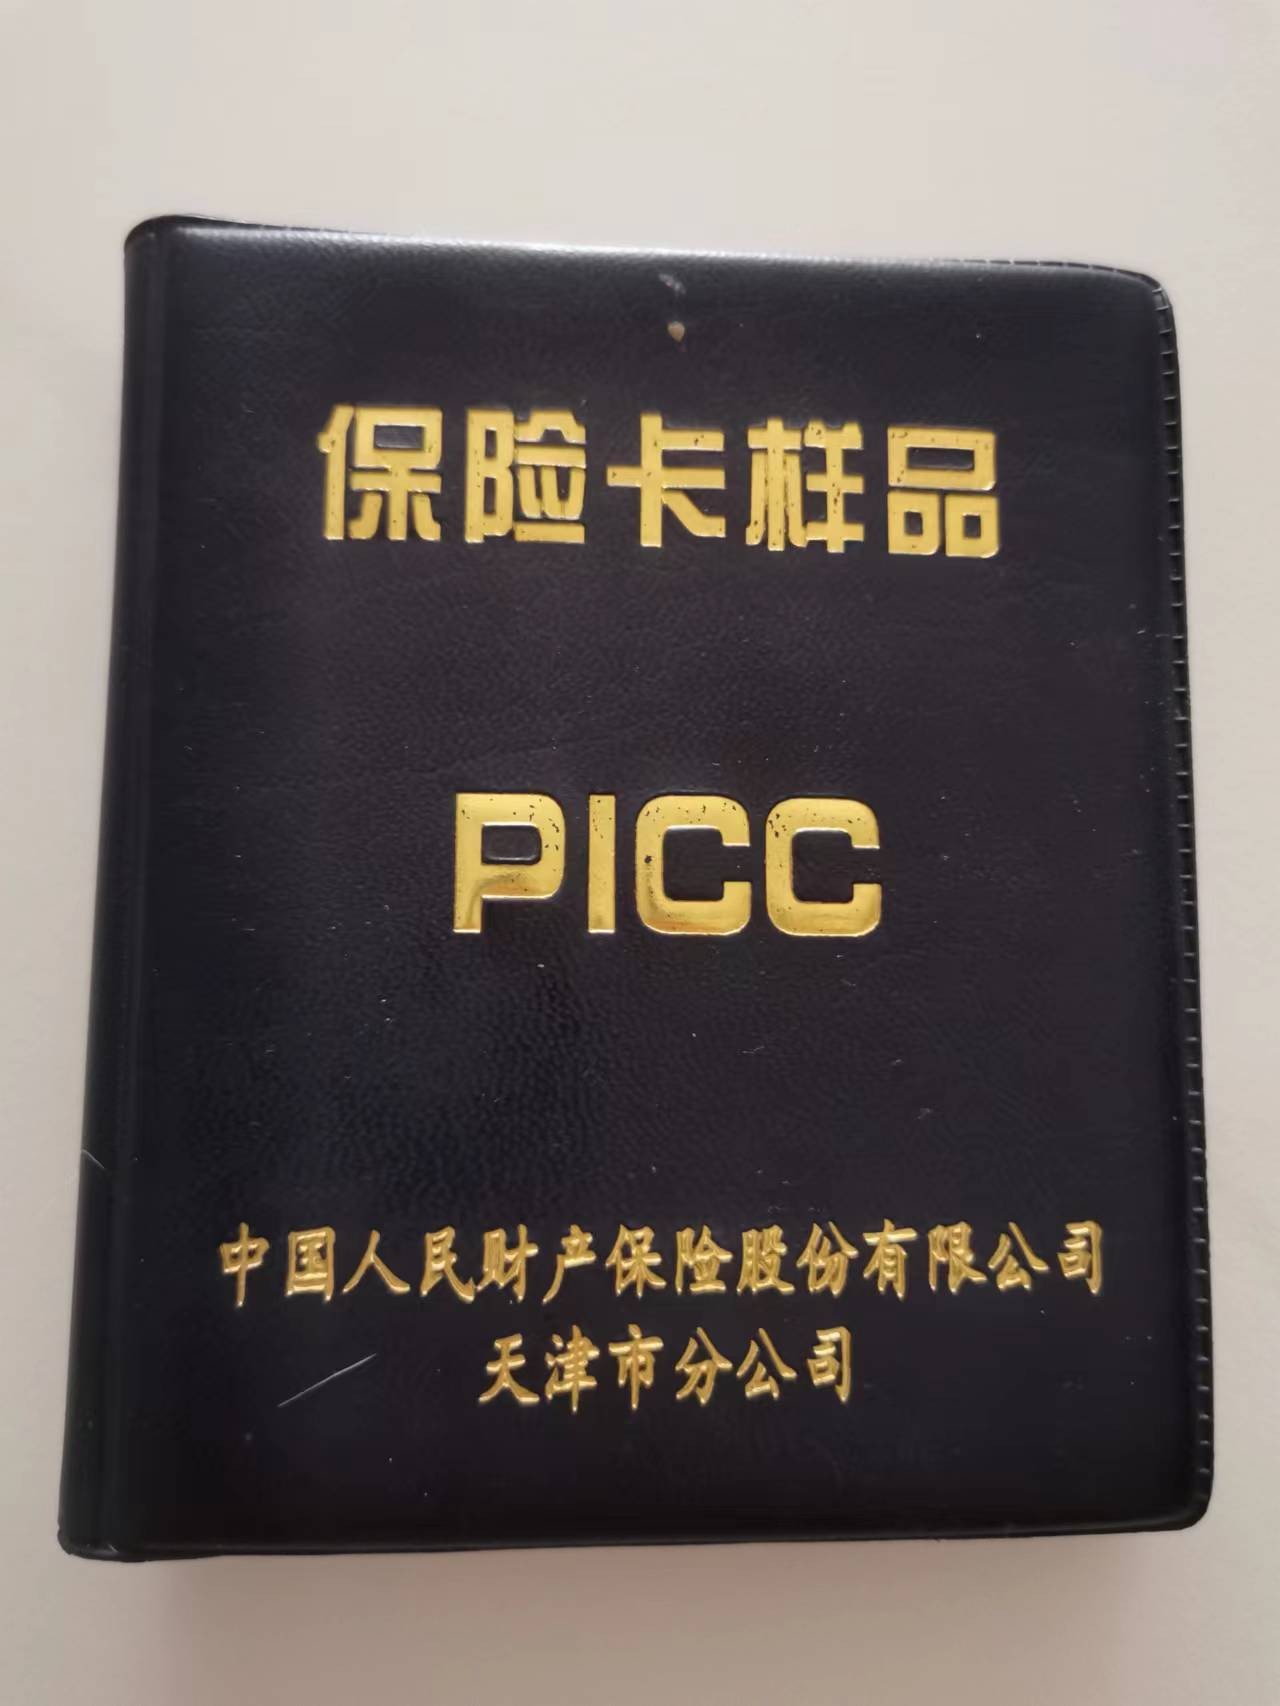 保险卡样品
PICC
中国人民财产保险股份有限公司
天津市分公司